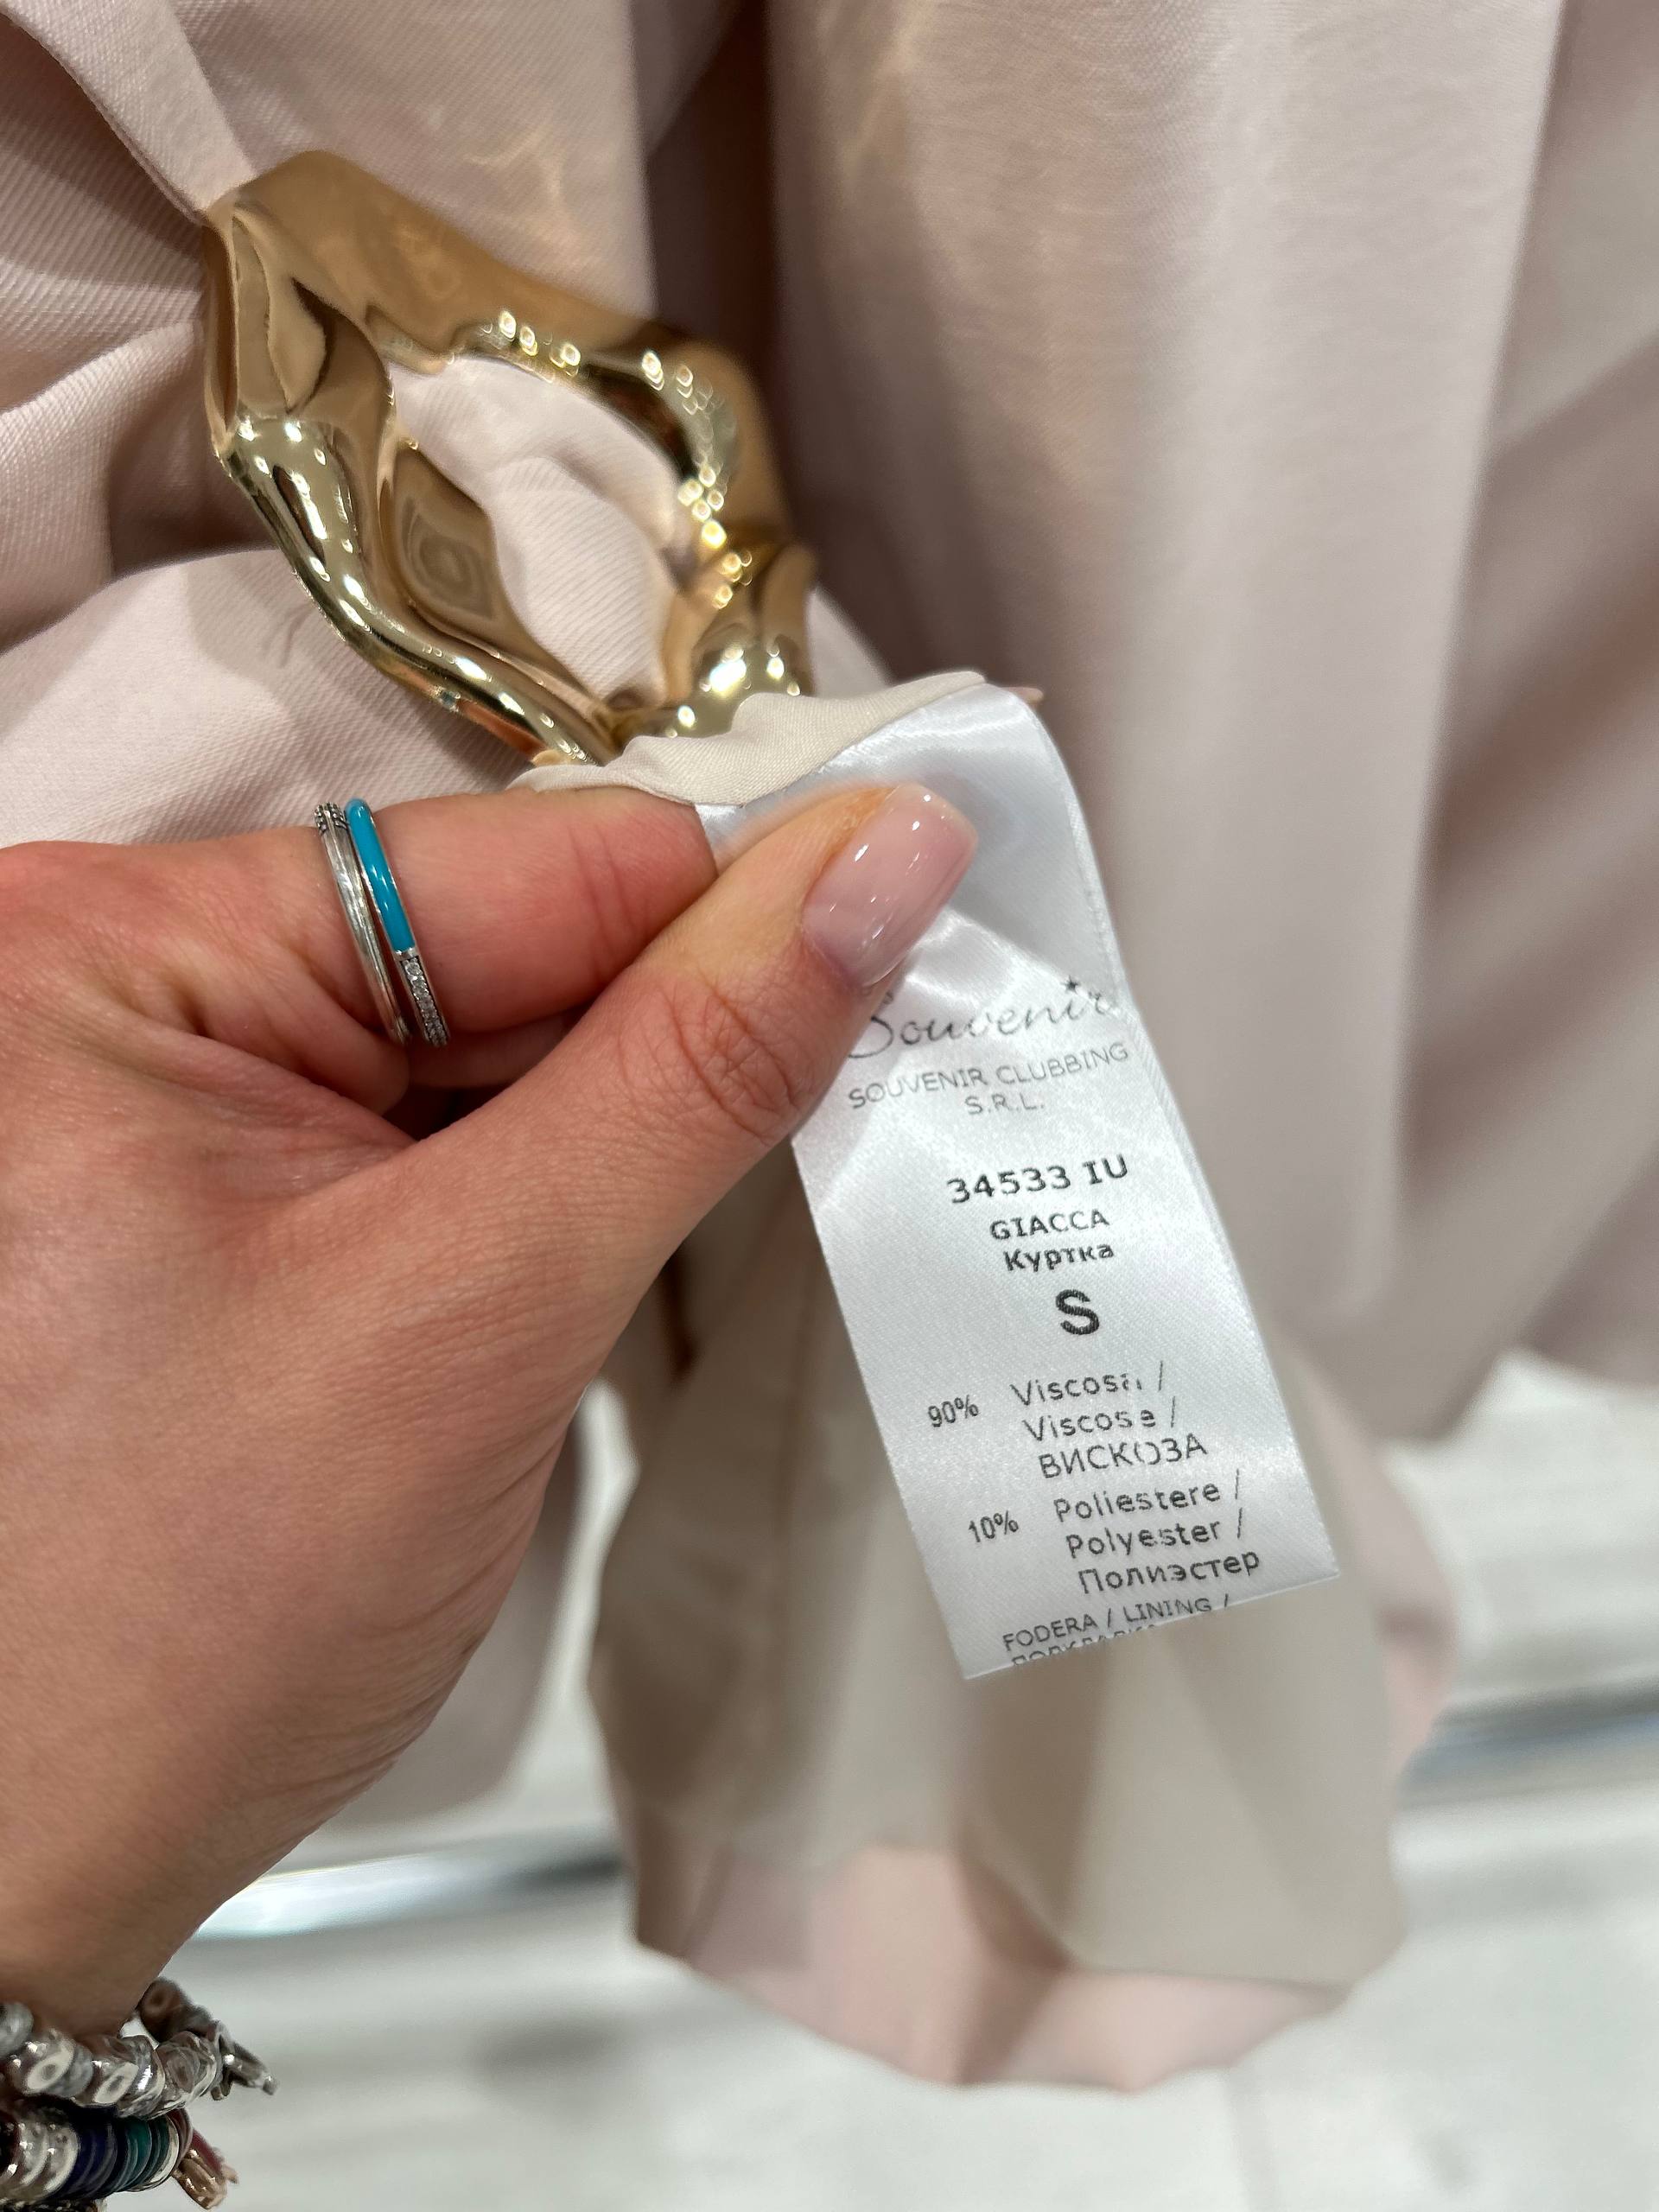 Souvenir
SOUVENIR CLUBBING
S.R.L.
34533 IU
GIACCA
Куртка
S
90% Viscosa /
Viscose /
ВИСКОЗА
10% Poliestere /
Polyester /
Полиэстер
FODERA / LINING /